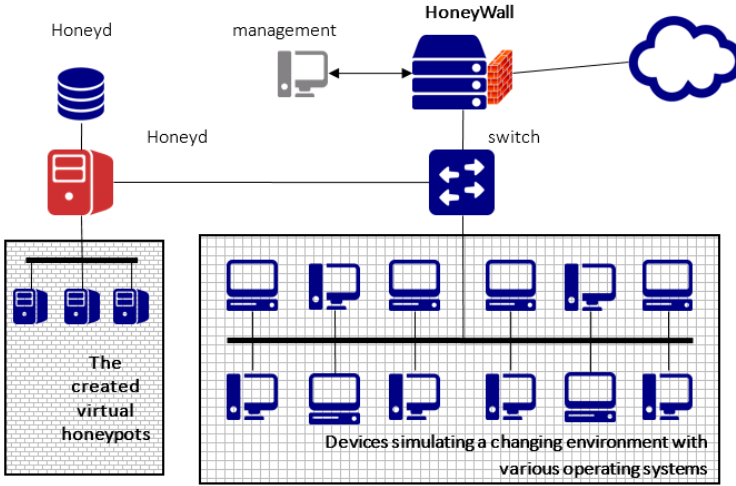 HoneyWall
Honeyd
management
Honeyd
switch
The
created
virtual
honeypots
Devices simulating a changing environment with
various operating systems